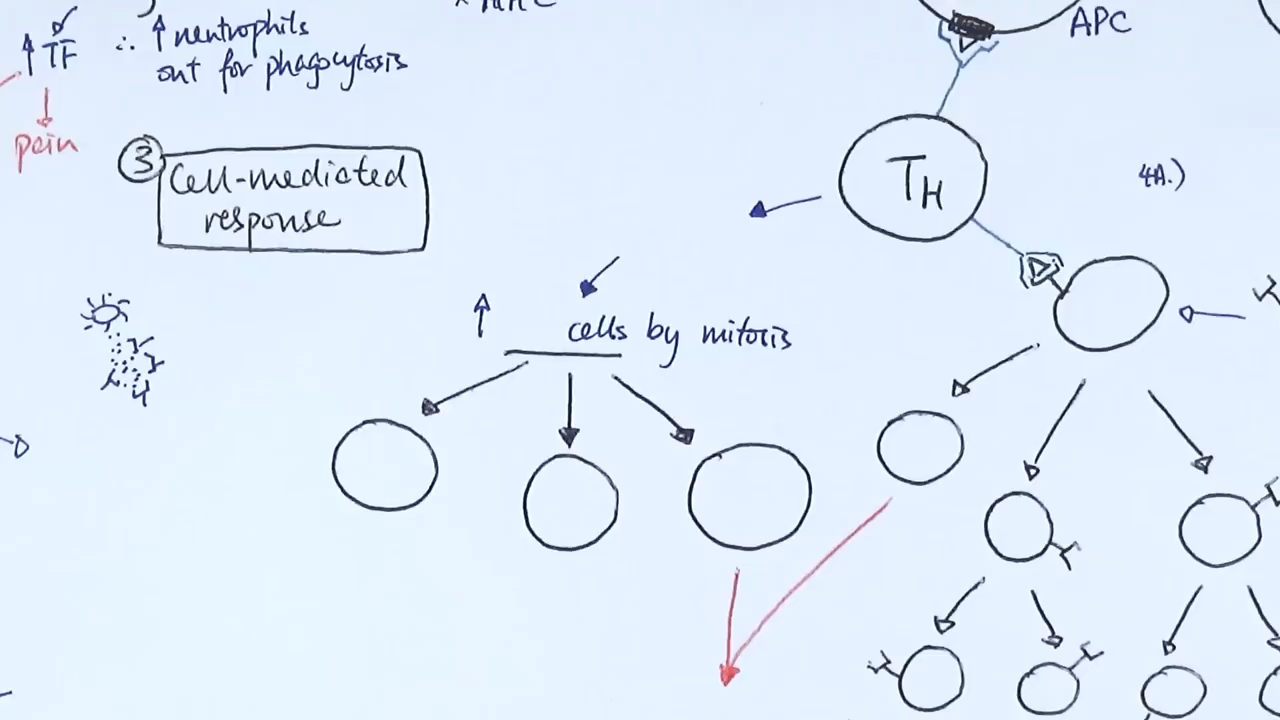 ↑ TF
∴ ↑ neutrophils
out for phagocytosis
pain
APC
③ Cell-mediated
response
TH
4A.)
↑ cells by mitosis